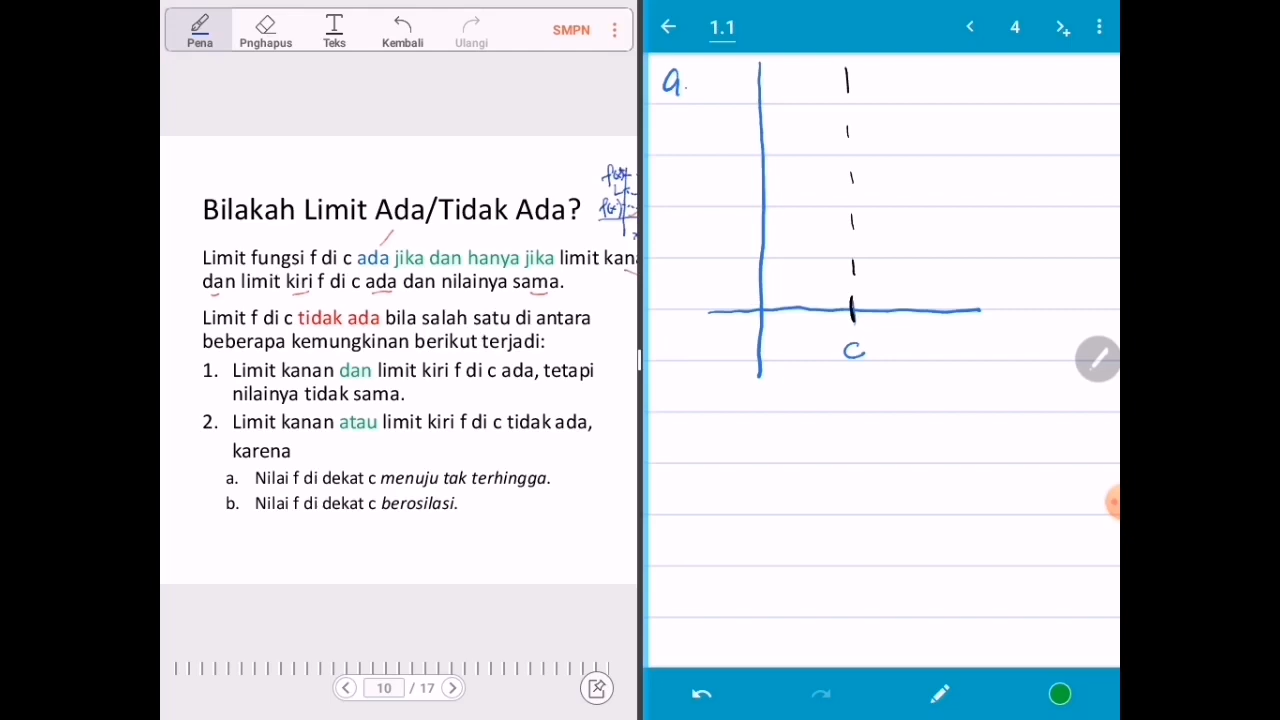 Pena
Pnghapus
Teks
Kembali
Ulangi
SMPN
1.1
4
Bilakah Limit Ada/Tidak Ada?
Limit fungsi f di c ada jika dan hanya jika limit kana
dan limit kiri f di c ada dan nilainya sama.
Limit f di c tidak ada bila salah satu di antara
beberapa kemungkinan berikut terjadi:
1. Limit kanan dan limit kiri f di c ada, tetapi
nilainya tidak sama.
2. Limit kanan atau limit kiri f di c tidak ada,
karena
a. Nilai f di dekat c menuju tak terhingga.
b. Nilai f di dekat c berosilasi.
10 / 17
a.
c